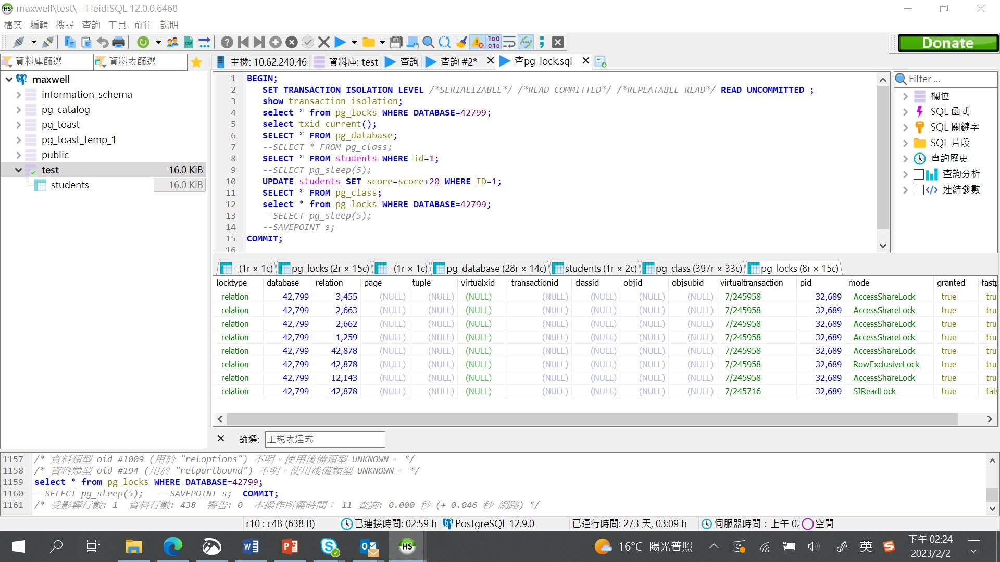 maxwell\test\ - HeidiSQL 12.0.0.6468
檔案 編輯 搜尋 查詢 工具 前往 說明
Donate
資料庫篩選 資料表篩選
主機: 10.62.240.46 資料庫: test 查詢 查詢 #2* 查pg_lock.sql
maxwell
information_schema
pg_catalog
pg_toast
pg_toast_temp_1
public
test 16.0 KiB
students 16.0 KiB
1 BEGIN;
2 SET TRANSACTION ISOLATION LEVEL /*SERIALIZABLE*/ /*READ COMMITTED*/ /*REPEATABLE READ*/ READ UNCOMMITTED ;
3 show transaction_isolation;
4 select * from pg_locks WHERE DATABASE=42799;
5 select txid_current();
6 SELECT * FROM pg_database;
7 --SELECT * FROM pg_class;
8 SELECT * FROM students WHERE id=1;
9 --SELECT pg_sleep(5);
10 UPDATE students SET score=score+20 WHERE ID=1;
11 SELECT * FROM pg_class;
12 select * from pg_locks WHERE DATABASE=42799;
13 --SELECT pg_sleep(5);
14 --SAVEPOINT s;
15 COMMIT;
16
Filter ...
欄位
SQL 函式
SQL 關鍵字
SQL 片段
查詢歷史
查詢分析
連結參數
- (1r × 1c) pg_locks (2r × 15c) - (1r × 1c) pg_database (28r × 14c) students (1r × 2c) pg_class (397r × 33c) pg_locks (8r × 15c)
locktype database relation page tuple virtualxid transactionid classid objid objsubid virtualtransaction pid mode granted fastp
relation 42,799 3,455 (NULL) (NULL) (NULL) (NULL) (NULL) (NULL) (NULL) 7/245958 32,689 AccessShareLock true tru
relation 42,799 2,663 (NULL) (NULL) (NULL) (NULL) (NULL) (NULL) (NULL) 7/245958 32,689 AccessShareLock true tru
relation 42,799 2,662 (NULL) (NULL) (NULL) (NULL) (NULL) (NULL) (NULL) 7/245958 32,689 AccessShareLock true tru
relation 42,799 1,259 (NULL) (NULL) (NULL) (NULL) (NULL) (NULL) (NULL) 7/245958 32,689 AccessShareLock true tru
relation 42,799 42,878 (NULL) (NULL) (NULL) (NULL) (NULL) (NULL) (NULL) 7/245958 32,689 AccessShareLock true tru
relation 42,799 42,878 (NULL) (NULL) (NULL) (NULL) (NULL) (NULL) (NULL) 7/245958 32,689 RowExclusiveLock true tru
relation 42,799 12,143 (NULL) (NULL) (NULL) (NULL) (NULL) (NULL) (NULL) 7/245958 32,689 AccessShareLock true tru
relation 42,799 42,878 (NULL) (NULL) (NULL) (NULL) (NULL) (NULL) (NULL) 7/245716 32,689 SIReadLock true fals
篩選: 正規表達式
1157 /* 資料類型 oid #1009 (用於 "reloptions") 不明。使用後備類型 UNKNOWN。 */
1158 /* 資料類型 oid #194 (用於 "relpartbound") 不明。使用後備類型 UNKNOWN。 */
1159 select * from pg_locks WHERE DATABASE=42799;
1160 --SELECT pg_sleep(5); --SAVEPOINT s; COMMIT;
1161 /* 受影響行數: 1 資料行數: 438 警告: 0 本操作所需時間： 11 查詢: 0.000 秒 (+ 0.046 秒 網路) */
r10 : c48 (638 B) 已連接時間: 02:59 h PostgreSQL 12.9.0 已運行時間: 273 天, 03:09 h 伺服器時間：上午 02 空閒
16°C 陽光普照 英 下午 02:24
2023/2/2